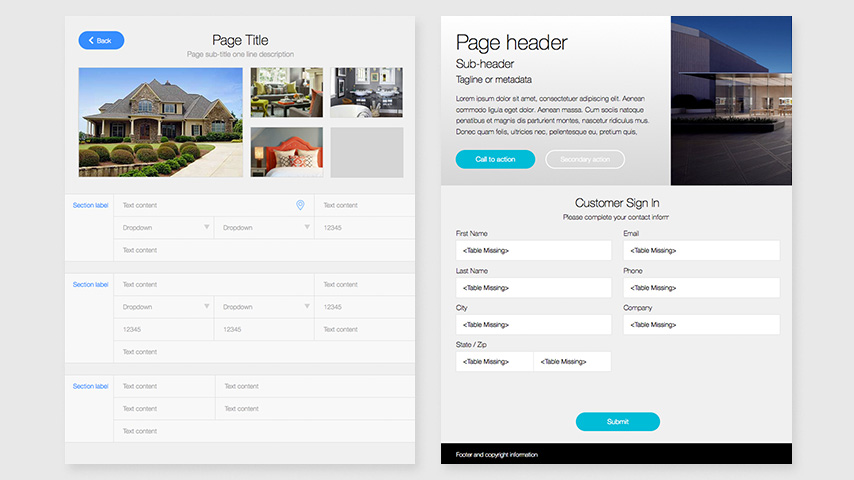 Back
Page Title
Page sub-title one line description
Section label
Text content
Text content
Dropdown
Dropdown
12345
Text content
Section label
Text content
Text content
Dropdown
Dropdown
12345
12345
12345
Text content
Text content
Section label
Text content
Text content
Text content
Text content
Text content
Page header
Sub-header
Tagline or metadata
Lorem ipsum dolor sit amet, consectetuer adipiscing elit. Aenean
commodo ligula eget dolor. Aenean massa. Cum sociis natoque
penatibus et magnis dis parturient montes, nascetur ridiculus mus.
Donec quam felis, ultricies nec, pellentesque eu, pretium quis,
Call to action
Secondary action
Customer Sign In
Please complete your contact inform
First Name
Email
<Table Missing>
<Table Missing>
Last Name
Phone
<Table Missing>
<Table Missing>
City
Company
<Table Missing>
<Table Missing>
State / Zip
<Table Missing>
<Table Missing>
Submit
Footer and copyright information